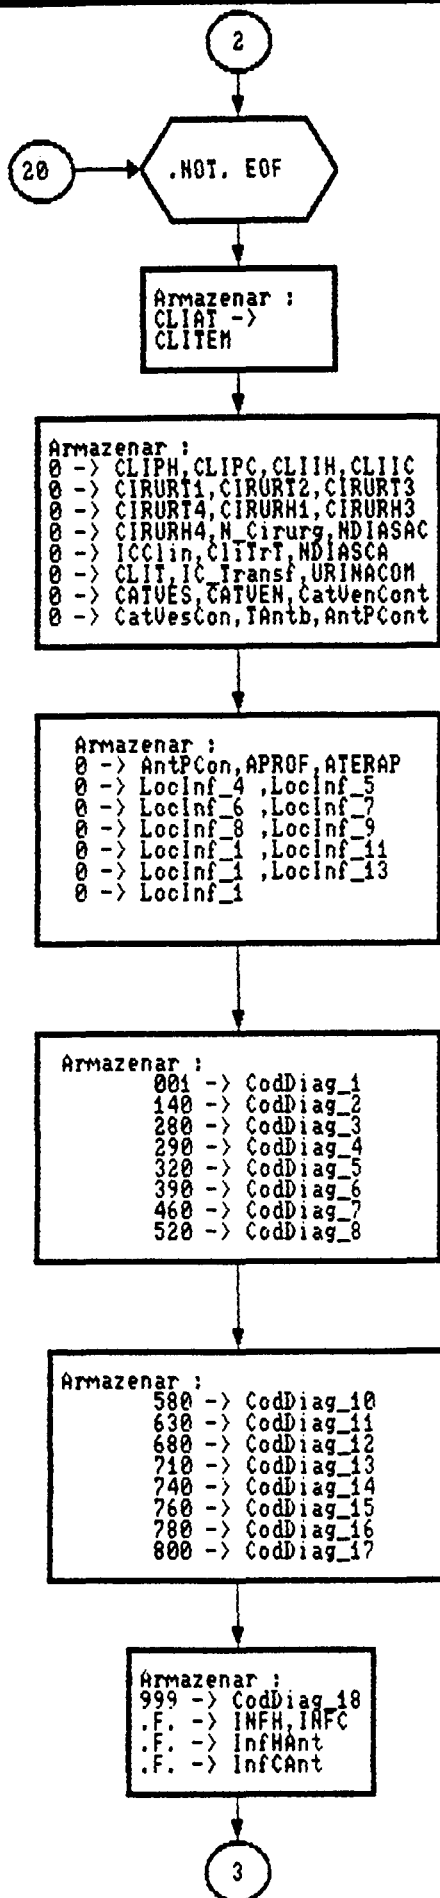 2
20
.NOT. EOF
Armazenar :
CLIAT ->
CLITEM
Armazenar :
0 -> CLIPH,CLIPC,CLIIH,CLIIC
0 -> CIRURT1,CIRURT2,CIRURT3
0 -> CIRURT4,CIRURH1,CIRURH3
0 -> CIRURH4,N_Cirurg,NDIASAC
0 -> ICClin,CliTrT,NDIASCA
0 -> CLIT,IC_Transf,URINACOM
0 -> CATVES,CATVEN,CatVenCont
0 -> CatVesCon,TAntb,AntPCont
Armazenar :
0 -> AntPCon,APROF,ATERAP
0 -> LocInf_4 ,LocInf_5
0 -> LocInf_6 ,LocInf_7
0 -> LocInf_8 ,LocInf_9
0 -> LocInf_1 ,LocInf_11
0 -> LocInf_1 ,LocInf_13
0 -> LocInf_1
Armazenar :
001 -> CodDiag_1
140 -> CodDiag_2
280 -> CodDiag_3
290 -> CodDiag_4
320 -> CodDiag_5
390 -> CodDiag_6
460 -> CodDiag_7
520 -> CodDiag_8
Armazenar :
580 -> CodDiag_10
630 -> CodDiag_11
680 -> CodDiag_12
710 -> CodDiag_13
740 -> CodDiag_14
760 -> CodDiag_15
780 -> CodDiag_16
800 -> CodDiag_17
Armazenar :
999 -> CodDiag_18
.F. -> INFH,INFC
.F. -> InfHAnt
.F. -> InfCAnt
3